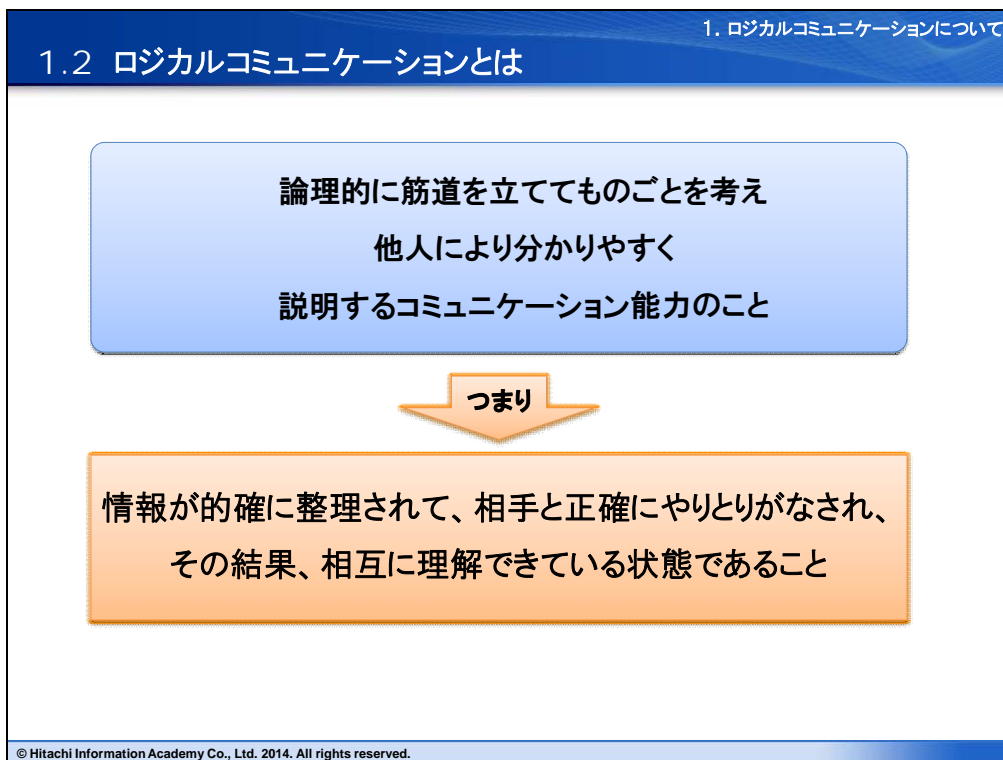 1. ロジカルコミュニケーションについて
1.2 ロジカルコミュニケーションとは
論理的に筋道を立ててものごとを考え
他人により分かりやすく
説明するコミュニケーション能力のこと
つまり
情報が的確に整理されて、相手と正確にやりとりがなされ、
その結果、相互に理解できている状態であること
© Hitachi Information Academy Co., Ltd. 2014. All rights reserved.